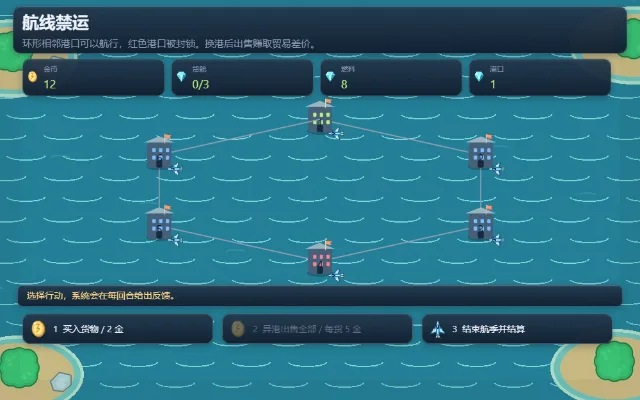 航线禁运
环形相邻港口可以航行，红色港口被封锁。换港后出售赚取贸易差价。
金币
12
货舱
0/3
燃料
8
港口
1
选择行动，系统会在每回合给出反馈。
1 买入货物 / 2 金
2 异港出售全部 / 每货 5 金
3 结束航季并结算